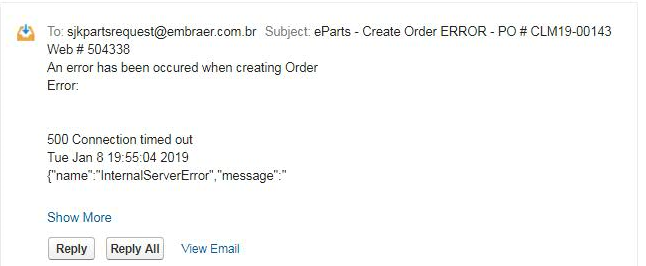 To: sjkpartsrequest@embraer.com.br Subject: eParts - Create Order ERROR - PO # CLM19-00143
Web # 504338
An error has been occured when creating Order
Error:
500 Connection timed out
Tue Jan 8 19:55:04 2019
{"name":"InternalServerError","message":"
Show More
Reply Reply All View Email